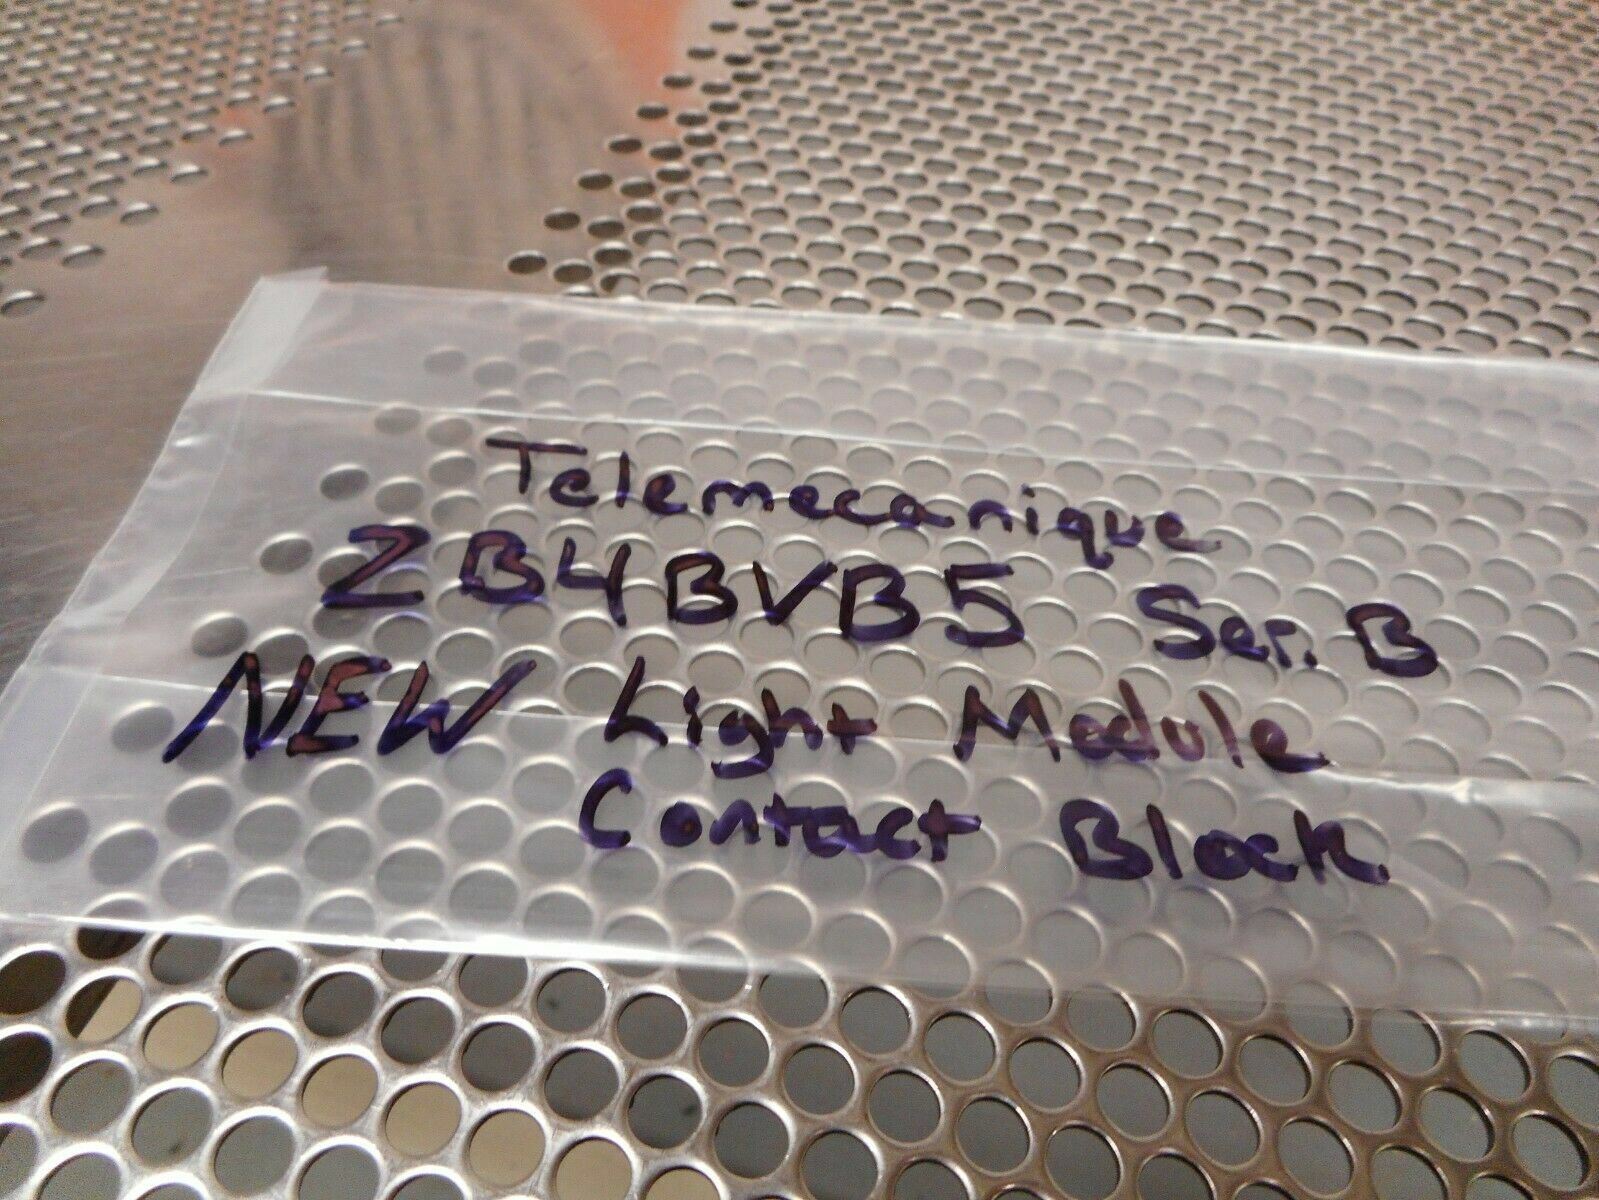 Telemecanique
ZB4BVB5 Ser. B
NEW Light Module
Contact Block